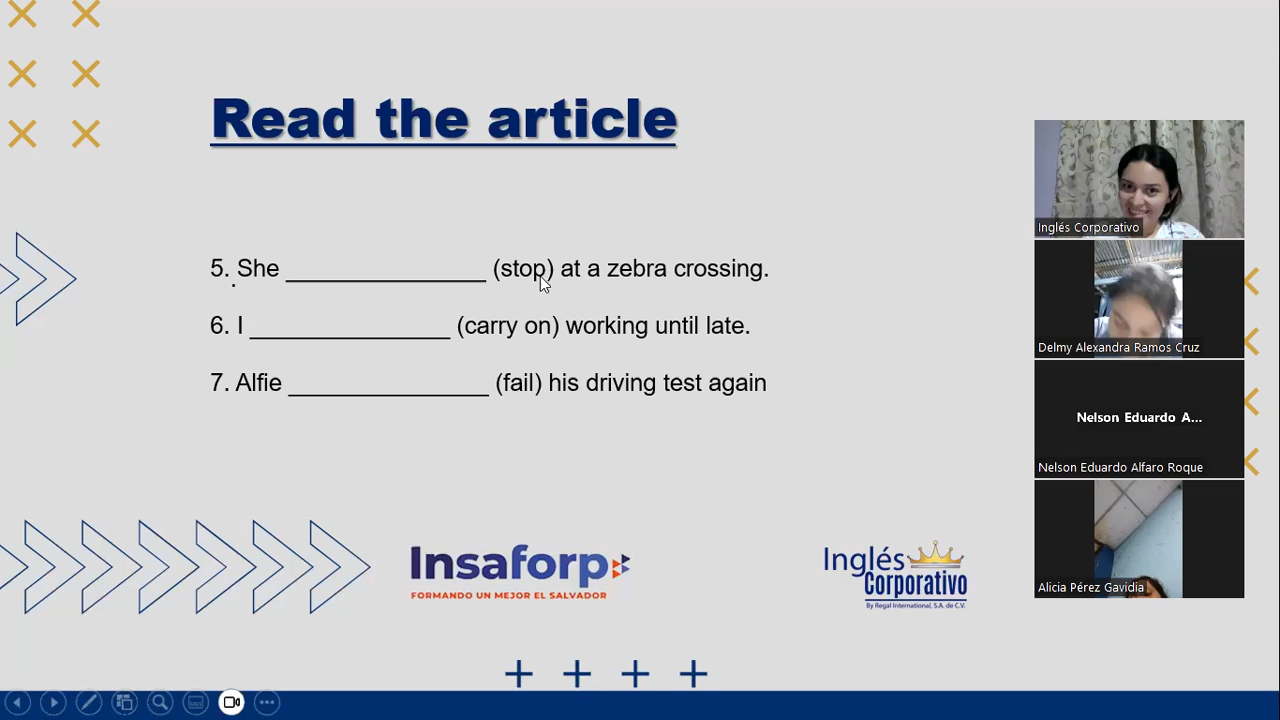 Read the article
5. She _______________ (stop) at a zebra crossing.
6. I _______________ (carry on) working until late.
7. Alfie _______________ (fail) his driving test again
Insaforp
FORMANDO UN MEJOR EL SALVADOR
Inglés
Corporativo
By Regal International, S.A. de C.V.
Inglés Corporativo
Delmy Alexandra Ramos Cruz
Nelson Eduardo A...
Nelson Eduardo Alfaro Roque
Alicia Pérez Gavidia